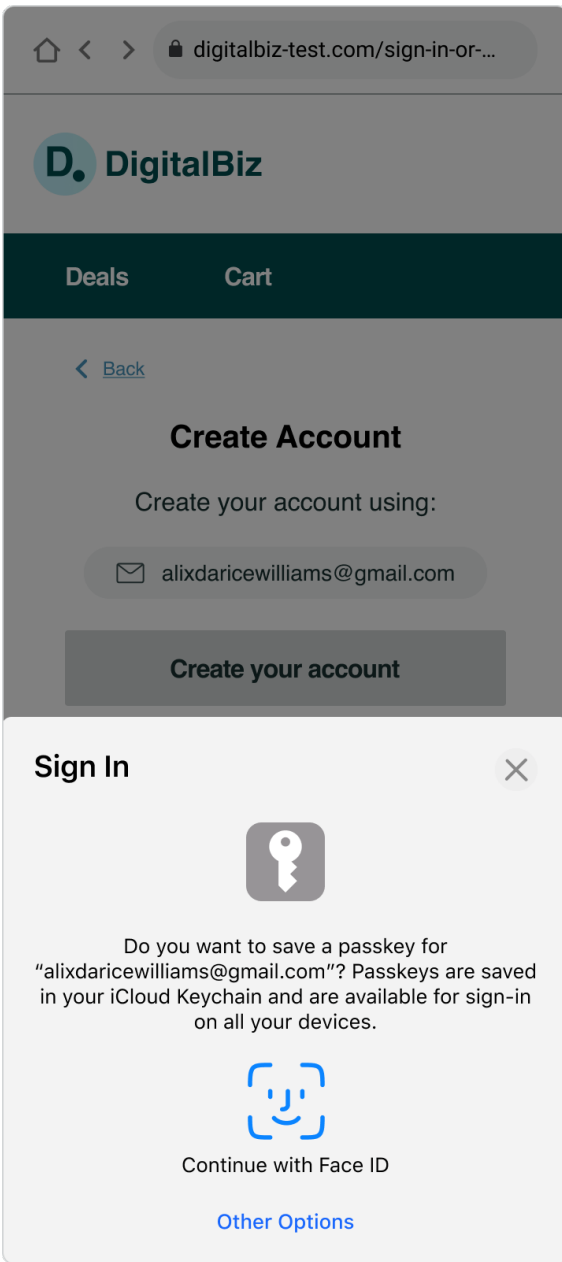 digitalbiz-test.com/sign-in-or-...
D. DigitalBiz
Deals Cart
Back
Create Account
Create your account using:
alixdaricewilliams@gmail.com
Create your account
Sign In
Do you want to save a passkey for
“alixdaricewilliams@gmail.com”? Passkeys are saved
in your iCloud Keychain and are available for sign-in
on all your devices.
Continue with Face ID
Other Options